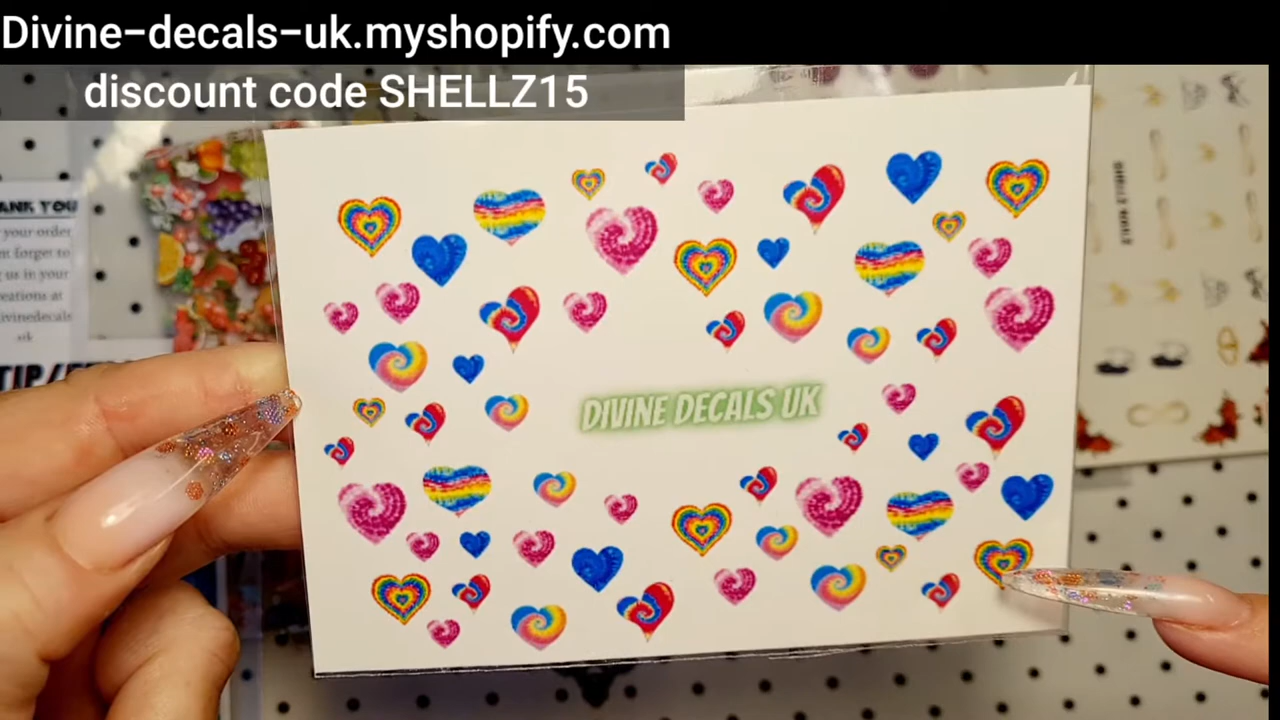 Divine-decals-uk.myshopify.com
discount code SHELLZ15
DIVINE DECALS UK
ANK YOU
your order
forget to
us in your
eations at
ivinedecals
uk